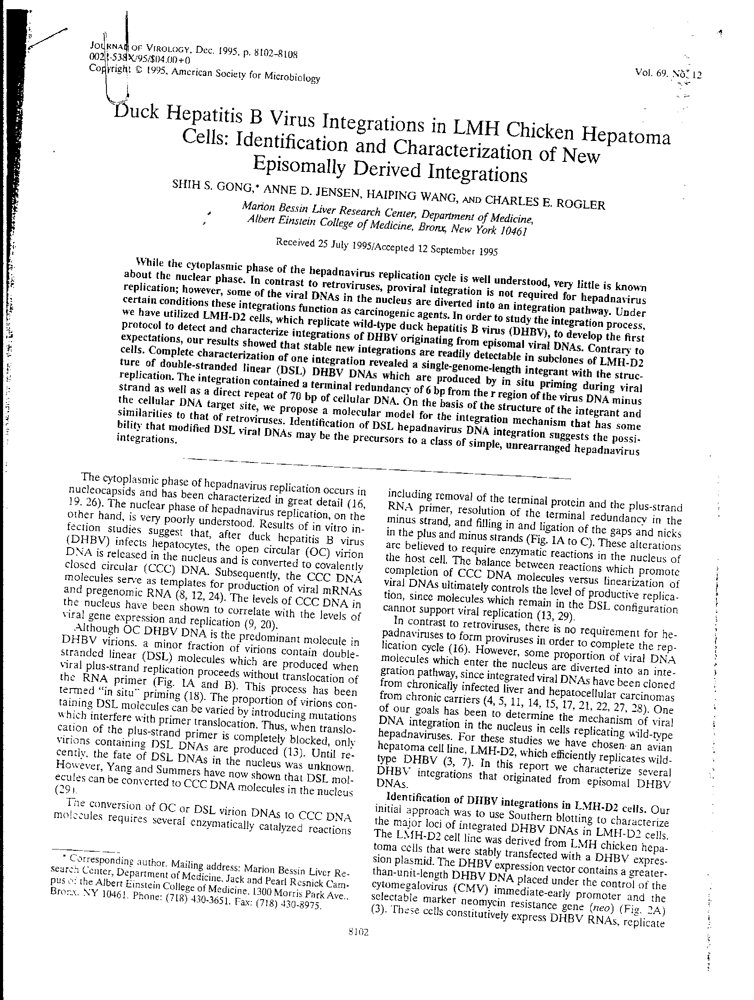 JOURNAL OF VIROLOGY, Dec. 1995, p. 8102–8108
0022-538X/95/$04.00+0
Copyright © 1995, American Society for Microbiology
Vol. 69, No. 12
Duck Hepatitis B Virus Integrations in LMH Chicken Hepatoma
Cells: Identification and Characterization of New
Episomally Derived Integrations
SHIH S. GONG,* ANNE D. JENSEN, HAIPING WANG, AND CHARLES E. ROGLER
Marion Bessin Liver Research Center, Department of Medicine,
Albert Einstein College of Medicine, Bronx, New York 10461
Received 25 July 1995/Accepted 12 September 1995
While the cytoplasmic phase of the hepadnavirus replication cycle is well understood, very little is known
about the nuclear phase. In contrast to retroviruses, proviral integration is not required for hepadnavirus
replication; however, some of the viral DNAs in the nucleus are diverted into an integration pathway. Under
certain conditions these integrations function as carcinogenic agents. In order to study the integration process,
we have utilized LMH-D2 cells, which replicate wild-type duck hepatitis B virus (DHBV), to develop the first
protocol to detect and characterize integrations of DHBV originating from episomal viral DNAs. Contrary to
expectations, our results showed that stable new integrations are readily detectable in subclones of LMH-D2
cells. Complete characterization of one integration revealed a single-genome-length integrant with the struc-
ture of double-stranded linear (DSL) DHBV DNAs which are produced by in situ priming during viral
replication. The integration contained a terminal redundancy of 6 bp from the r region of the virus DNA minus
strand as well as a direct repeat of 70 bp of cellular DNA. On the basis of the structure of the integrant and
the cellular DNA target site, we propose a molecular model for the integration mechanism that has some
similarities to that of retroviruses. Identification of DSL hepadnavirus DNA integration suggests the possi-
bility that modified DSL viral DNAs may be the precursors to a class of simple, unrearranged hepadnavirus
integrations.
The cytoplasmic phase of hepadnavirus replication occurs in
nucleocapsids and has been characterized in great detail (16,
19, 26). The nuclear phase of hepadnavirus replication, on the
other hand, is very poorly understood. Results of in vitro in-
fection studies suggest that, after duck hepatitis B virus
(DHBV) infects hepatocytes, the open circular (OC) virion
DNA is released in the nucleus and is converted to covalently
closed circular (CCC) DNA. Subsequently, the CCC DNA
molecules serve as templates for production of viral mRNAs
and pregenomic RNA (8, 12, 24). The levels of CCC DNA in
the nucleus have been shown to correlate with the levels of
viral gene expression and replication (9, 20).
Although OC DHBV DNA is the predominant molecule in
DHBV virions, a minor fraction of virions contain double-
stranded linear (DSL) molecules which are produced when
viral plus-strand replication proceeds without translocation of
the RNA primer (Fig. 1A and B). This process has been
termed "in situ" priming (18). The proportion of virions con-
taining DSL molecules can be varied by introducing mutations
which interfere with primer translocation. Thus, when translo-
cation of the plus-strand primer is completely blocked, only
virions containing DSL DNAs are produced (13). Until re-
cently, the fate of DSL DNAs in the nucleus was unknown.
However, Yang and Summers have now shown that DSL mol-
ecules can be converted to CCC DNA molecules in the nucleus
(29).
The conversion of OC or DSL virion DNAs to CCC DNA
molecules requires several enzymatically catalyzed reactions
* Corresponding author. Mailing address: Marion Bessin Liver Re-
search Center, Department of Medicine, Jack and Pearl Resnick Cam-
pus of the Albert Einstein College of Medicine, 1300 Morris Park Ave.,
Bronx, NY 10461. Phone: (718) 430-3651. Fax: (718) 430-8975.
including removal of the terminal protein and the plus-strand
RNA primer, resolution of the terminal redundancy in the
minus strand, and filling in and ligation of the gaps and nicks
in the plus and minus strands (Fig. 1A to C). These alterations
are believed to require enzymatic reactions in the nucleus of
the host cell. The balance between reactions which promote
completion of CCC DNA molecules versus linearization of
viral DNAs ultimately controls the level of productive replica-
tion, since molecules which remain in the DSL configuration
cannot support viral replication (13, 29).
In contrast to retroviruses, there is no requirement for he-
padnaviruses to form proviruses in order to complete the rep-
lication cycle (16). However, some proportion of viral DNA
molecules which enter the nucleus are diverted into an inte-
gration pathway, since integrated viral DNAs have been cloned
from chronically infected liver and hepatocellular carcinomas
from chronic carriers (4, 5, 11, 14, 15, 17, 21, 22, 27, 28). One
of our goals has been to determine the mechanism of viral
DNA integration in the nucleus in cells replicating wild-type
hepadnaviruses. For these studies we have chosen an avian
hepatoma cell line, LMH-D2, which efficiently replicates wild-
type DHBV (3, 7). In this report we characterize several
DHBV integrations that originated from episomal DHBV
DNAs.
Identification of DHBV integrations in LMH-D2 cells. Our
initial approach was to use Southern blotting to characterize
the major loci of integrated DHBV DNAs in LMH-D2 cells.
The LMH-D2 cell line was derived from LMH chicken hepa-
toma cells that were stably transfected with a DHBV expres-
sion plasmid. The DHBV expression vector contains a greater-
than-unit-length DHBV DNA placed under the control of the
cytomegalovirus (CMV) immediate-early promoter and the
selectable marker neomycin resistance gene (neo) (Fig. 2A)
(3). These cells constitutively express DHBV RNAs, replicate
8102